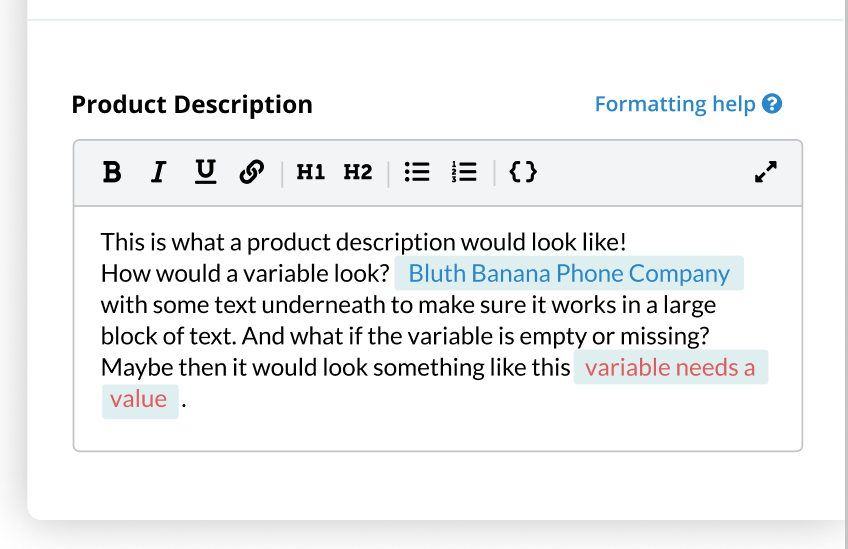 Product Description
Formatting help ?
B I U H1 H2 {}
This is what a product description would look like!
How would a variable look? Bluth Banana Phone Company
with some text underneath to make sure it works in a large
block of text. And what if the variable is empty or missing?
Maybe then it would look something like this variable needs a
value .